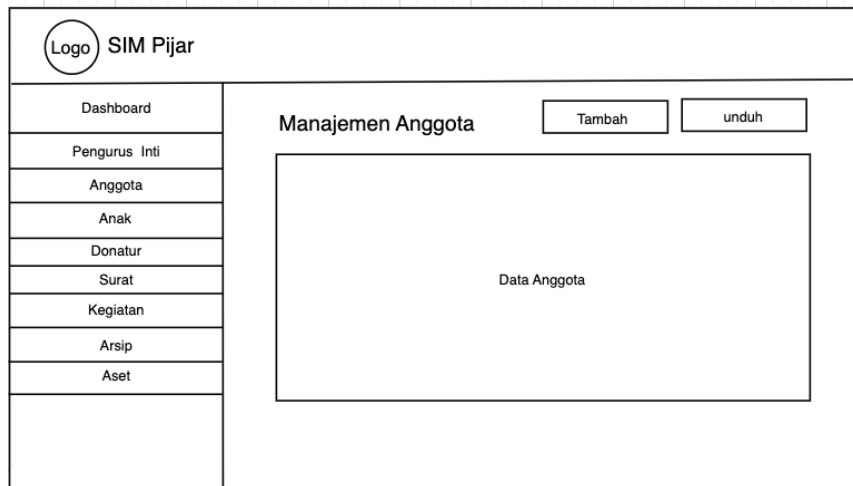 Logo
SIM Pijar
Dashboard
Pengurus Inti
Anggota
Anak
Donatur
Surat
Kegiatan
Arsip
Aset
Manajemen Anggota
Tambah
unduh
Data Anggota